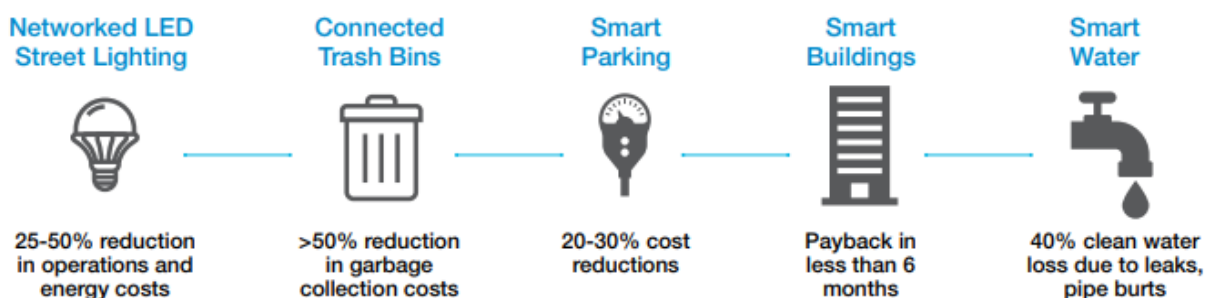 Networked LED
Street Lighting
Connected
Trash Bins
Smart
Parking
Smart
Buildings
Smart
Water
25-50% reduction
in operations and
energy costs
>50% reduction
in garbage
collection costs
20-30% cost
reductions
Payback in
less than 6
months
40% clean water
loss due to leaks,
pipe burts